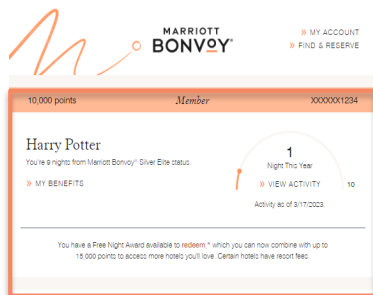 MARRIOTT
BONVOY
» MY ACCOUNT
» FIND & RESERVE
10,000 points Member XXXXXX1234
Harry Potter
You're 9 nights from Marriott Bonvoy® Silver Elite status.
» MY BENEFITS
1
Night This Year
» VIEW ACTIVITY 10
Activity as of 3/17/2023.
You have a Free Night Award available to redeem,* which you can now combine with up to
15,000 points to access more hotels you'll love. Certain hotels have resort fees.